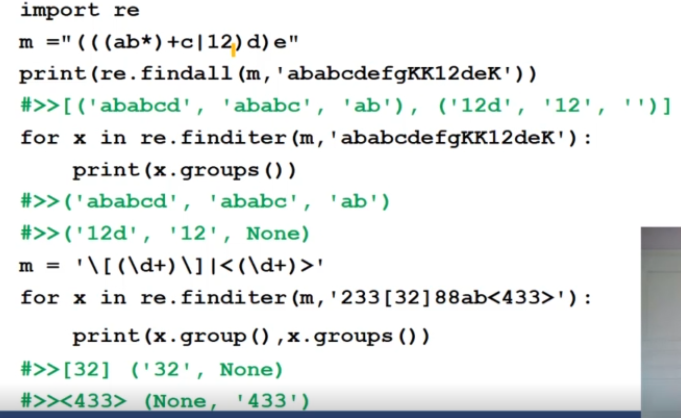 import re
m ="(((ab*)+c|12)d)e"
print(re.findall(m,'ababcdefgKK12deK'))
#>>[('ababcd', 'ababc', 'ab'), ('12d', '12', '')]
for x in re.finditer(m,'ababcdefgKK12deK'):
    print(x.groups())
#>>('ababcd', 'ababc', 'ab')
#>>('12d', '12', None)
m = '\[(\d+)\]|<(\d+)>'
for x in re.finditer(m,'233[32]88ab<433>'):
    print(x.group(),x.groups())
#>>[32] ('32', None)
#>><433> (None, '433')